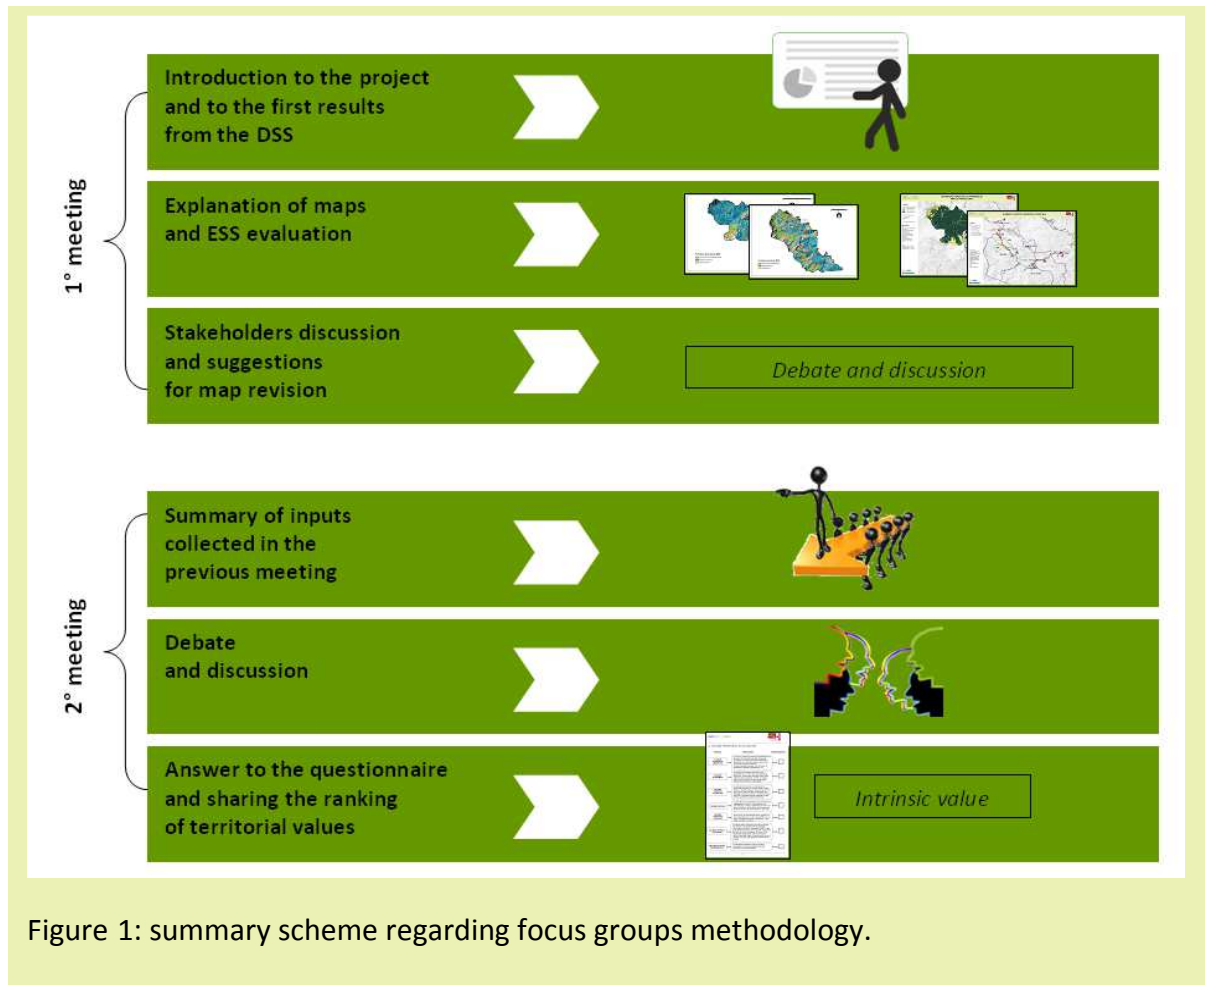 1° meeting
Introduction to the project
and to the first results
from the DSS
Explanation of maps
and ESS evaluation
Stakeholders discussion
and suggestions
for map revision
Debate and discussion
2° meeting
Summary of inputs
collected in the
previous meeting
Debate
and discussion
Answer to the questionnaire
and sharing the ranking
of territorial values
Intrinsic value
Figure 1: summary scheme regarding focus groups methodology.